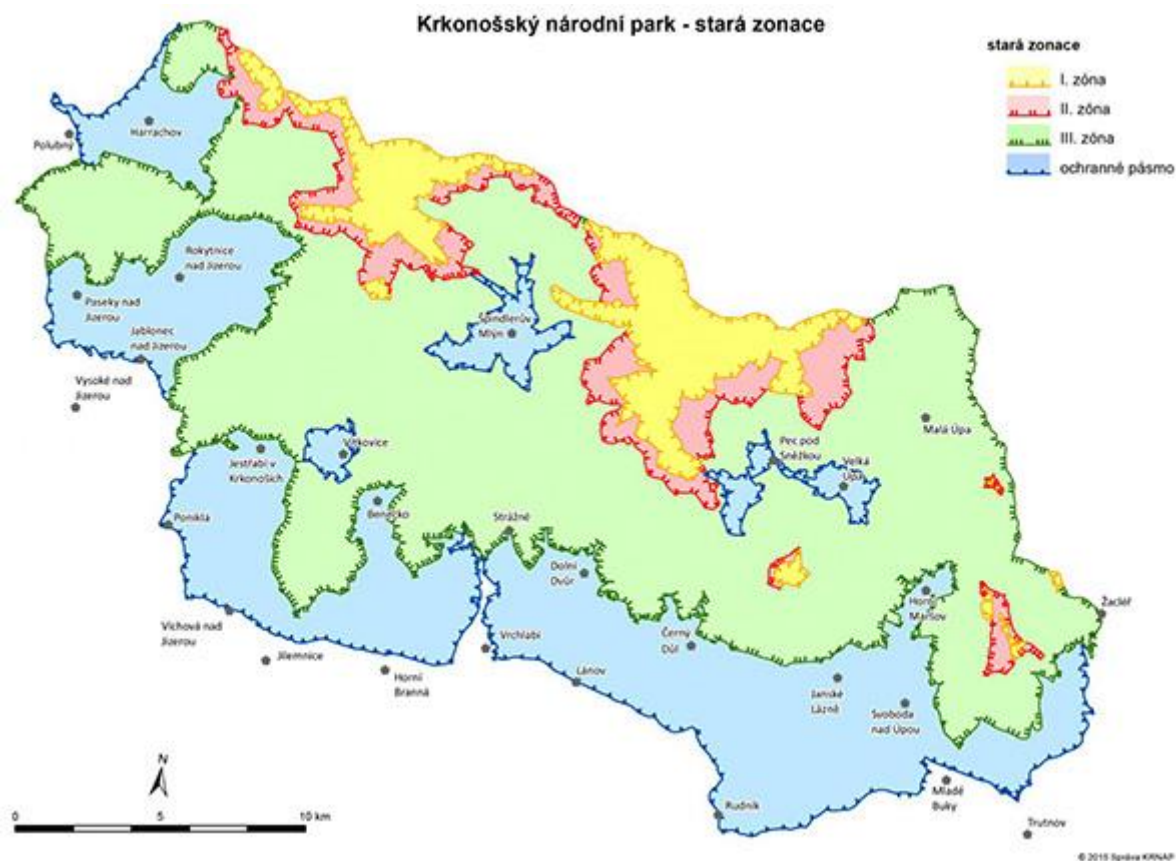 Krkonošský národní park - stará zonace
stará zonace
I. zóna
II. zóna
III. zóna
ochranné pásmo
Harrachov
Polubný
Rokytnice
nad Jizerou
Paseky nad
Jizerou
Jablonec
nad Jizerou
Vysoké nad
Jizerou
Špindlerův
Mlýn
Malá Úpa
Vítkovice
Jestřabí v
Krkonoších
Pec pod
Sněžkou
Velká
Úpa
Benecko
Poniklá
Strážné
Dolní
Dvůr
Horní
Maršov
Žacléř
Víchová nad
Jizerou
Vrchlabí
Černý
Důl
Jilemnice
Horní
Branná
Lánov
Janské
Lázně
Svoboda
nad Úpou
Mladé
Buky
Rudník
Trutnov
N
0 5 10 km
© 2015 Správa KRNAP